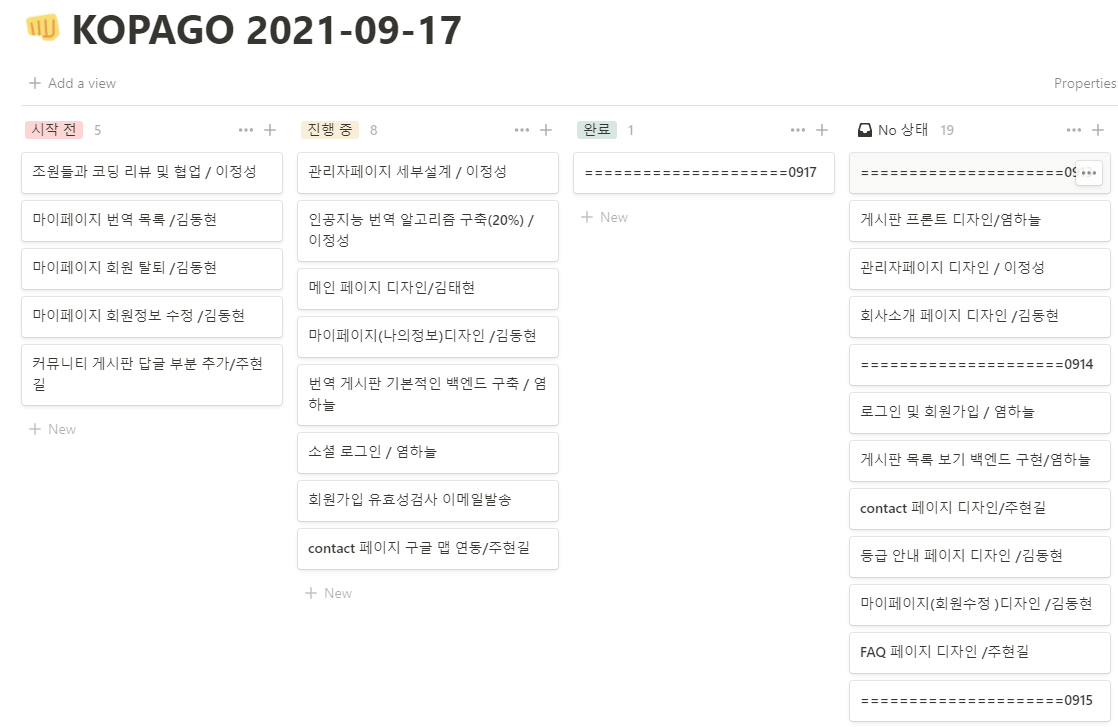 KOPAGO 2021-09-17
Add a view
Properties
시작 전 5
조원들과 코딩 리뷰 및 협업 / 이정성
마이페이지 번역 목록 /김동현
마이페이지 회원 탈퇴 /김동현
마이페이지 회원정보 수정 /김동현
커뮤니티 게시판 답글 부분 추가/주현
길
New
진행 중 8
관리자페이지 세부설계 / 이정성
인공지능 번역 알고리즘 구축(20%) /
이정성
메인 페이지 디자인/김태현
마이페이지(나의정보)디자인 /김동현
번역 게시판 기본적인 백엔드 구축 / 염
하늘
소셜 로그인 / 염하늘
회원가입 유효성검사 이메일발송
contact 페이지 구글 맵 연동/주현길
New
완료 1
=====================0917
New
No 상태 19
=====================09
게시판 프론트 디자인/염하늘
관리자페이지 디자인 / 이정성
회사소개 페이지 디자인 /김동현
=====================0914
로그인 및 회원가입 / 염하늘
게시판 목록 보기 백엔드 구현/염하늘
contact 페이지 디자인/주현길
등급 안내 페이지 디자인 /김동현
마이페이지(회원수정 )디자인 /김동현
FAQ 페이지 디자인 /주현길
=====================0915